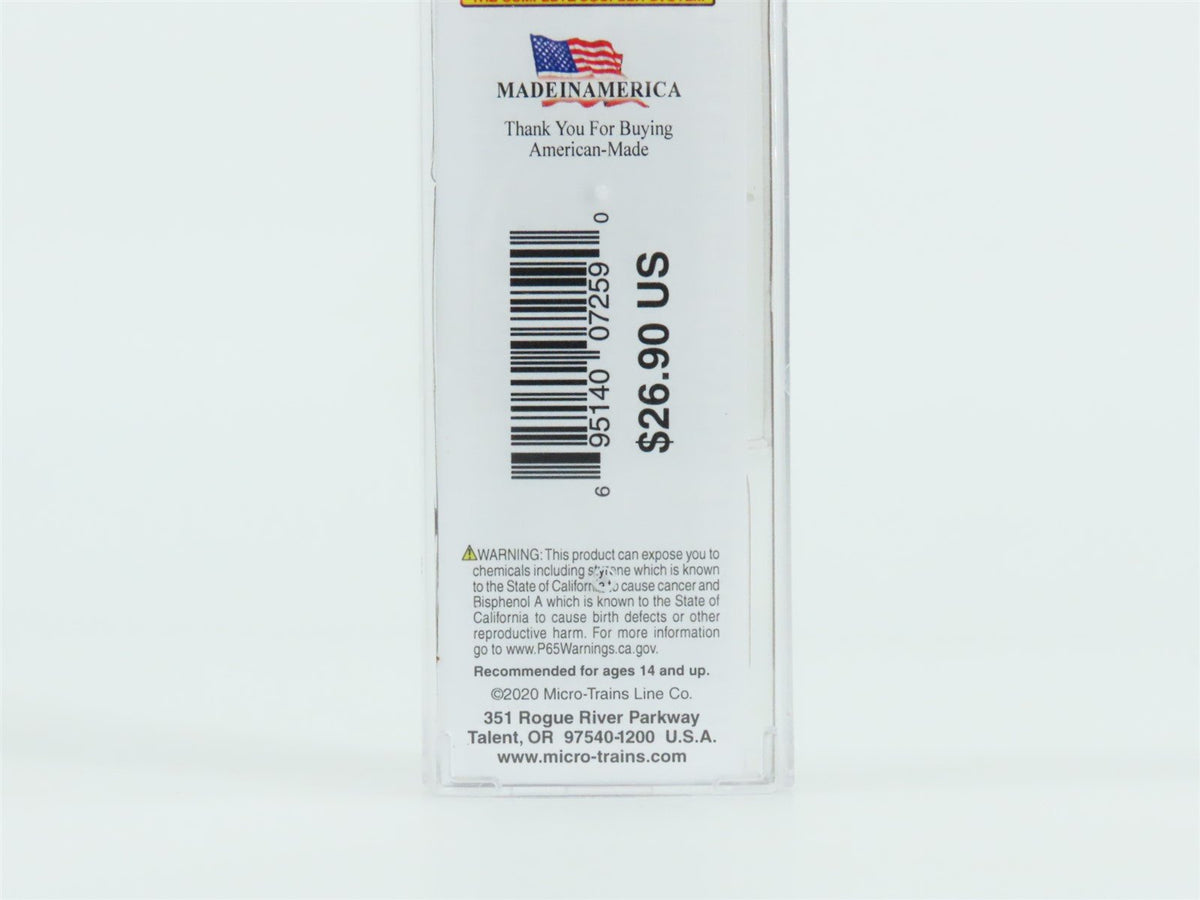 THE COMPLETE COUPLER SYSTEM
MADEINAMERICA
Thank You For Buying
American-Made
6 95140 07259 0
$26.90 US
WARNING: This product can expose you to
chemicals including styrene which is known
to the State of California to cause cancer and
Bisphenol A which is known to the State of
California to cause birth defects or other
reproductive harm. For more information
go to www.P65Warnings.ca.gov.
Recommended for ages 14 and up.
©2020 Micro-Trains Line Co.
351 Rogue River Parkway
Talent, OR 97540-1200 U.S.A.
www.micro-trains.com